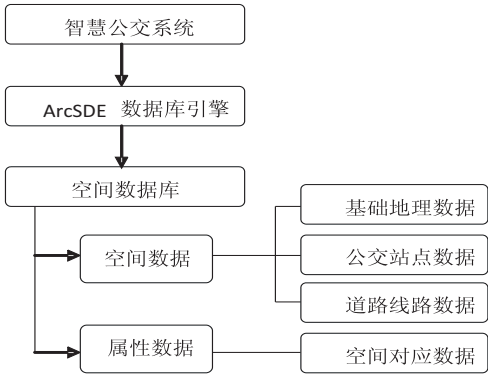 智慧公交系统
ArcSDE 数据库引擎
空间数据库
空间数据
基础地理数据
公交站点数据
道路线路数据
属性数据
空间对应数据